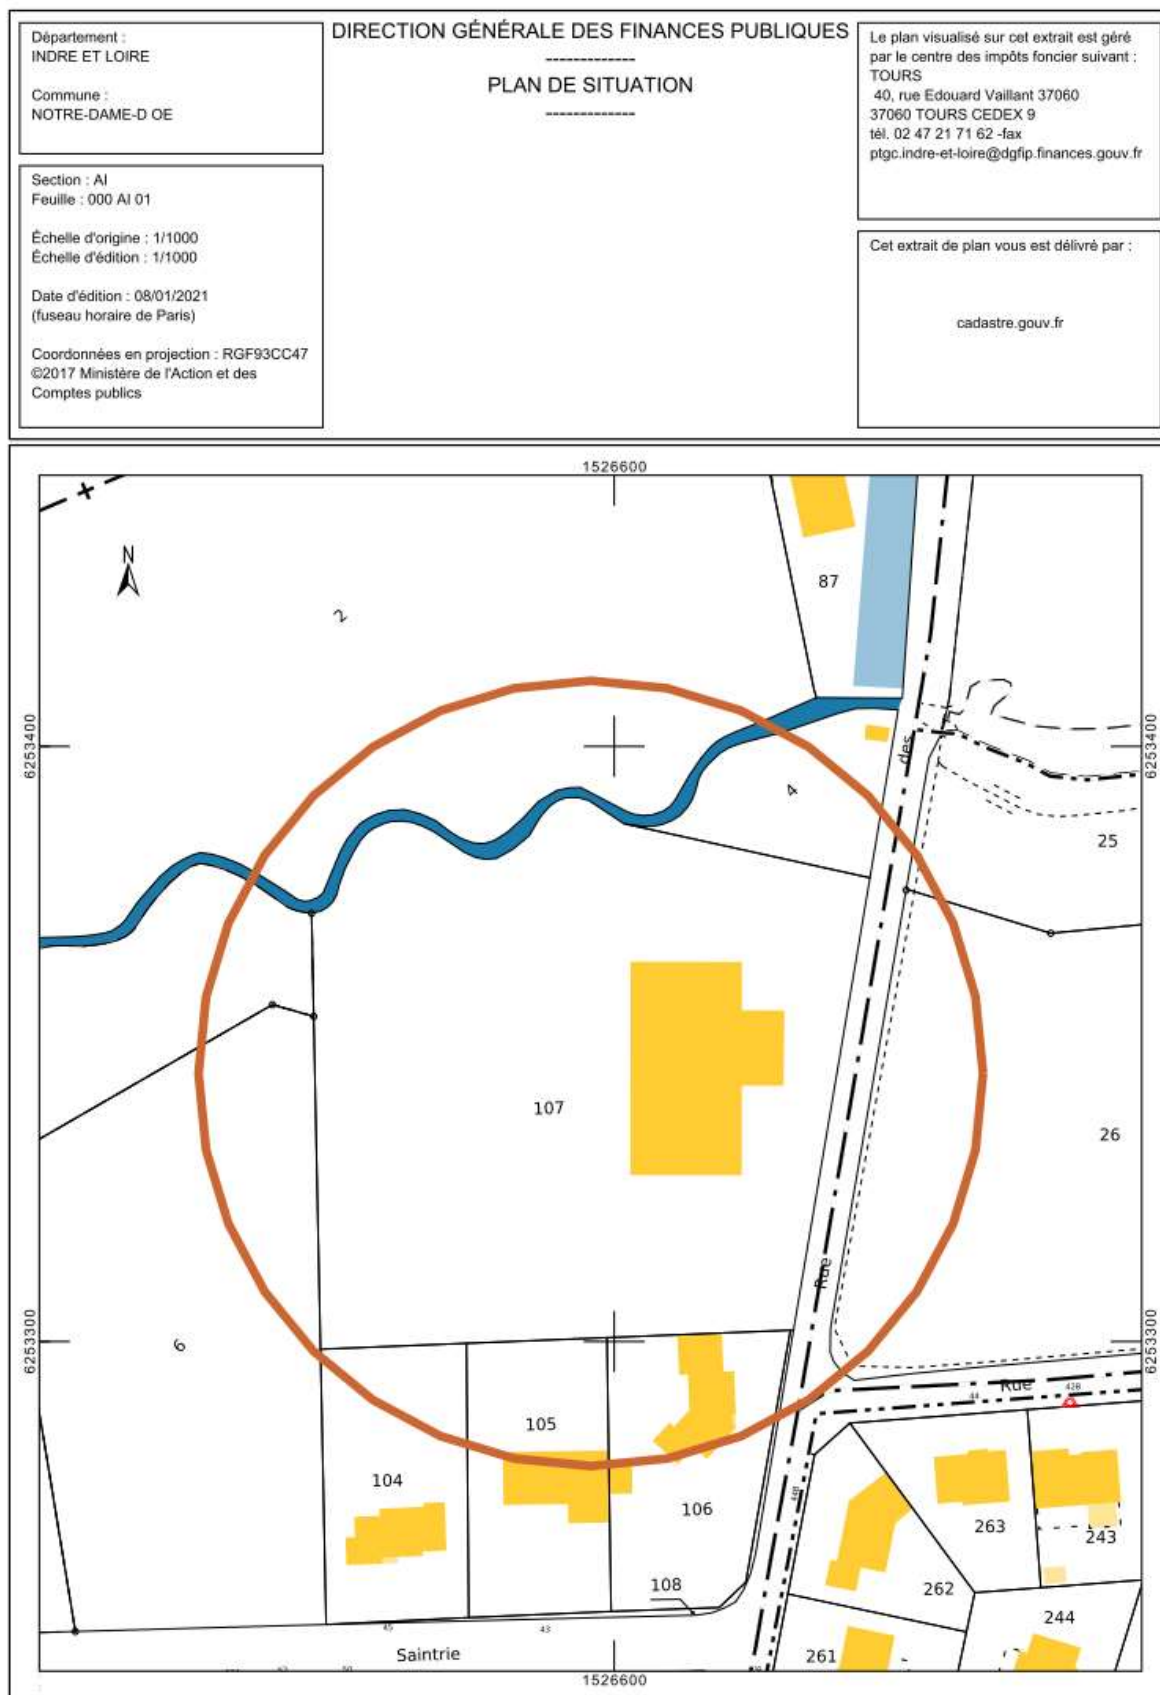 Département :
INDRE ET LOIRE
Commune :
NOTRE-DAME-D OE
Section : AI
Feuille : 000 AI 01
Échelle d'origine : 1/1000
Échelle d'édition : 1/1000
Date d'édition : 08/01/2021
(fuseau horaire de Paris)
Coordonnées en projection : RGF93CC47
©2017 Ministère de l'Action et des
Comptes publics
DIRECTION GÉNÉRALE DES FINANCES PUBLIQUES
-------------
PLAN DE SITUATION
-------------
Le plan visualisé sur cet extrait est géré
par le centre des impôts foncier suivant :
TOURS
40, rue Edouard Vaillant 37060
37060 TOURS CEDEX 9
tél. 02 47 21 71 62 -fax
ptgc.indre-et-loire@dgfip.finances.gouv.fr
Cet extrait de plan vous est délivré par :
cadastre.gouv.fr
1526600
N
2
87
6253400
des
6253400
4
25
107
26
Rue
6253300
6
6253300
Rue
42B
44
105
104
106
44B
263
243
108
262
244
45
43
Saintrie
261
1526600